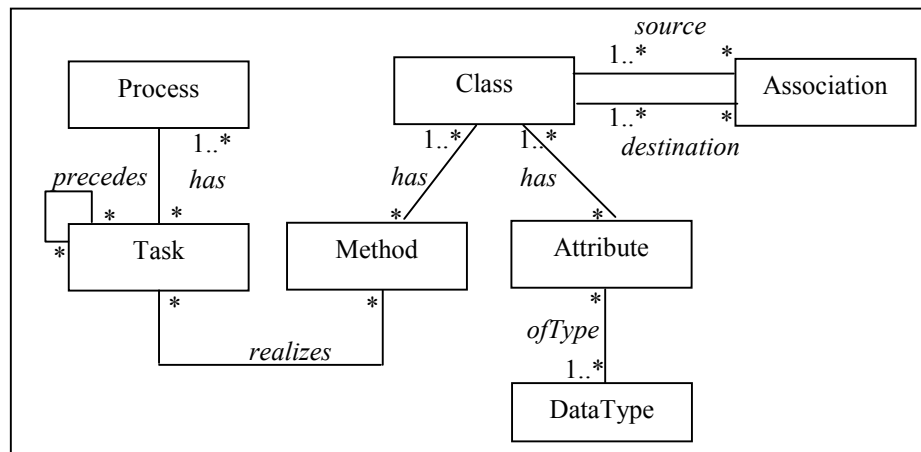 source
1..* *
Process Class Association
1..* 1..* 1..* 1..* *
precedes has has has destination
* * * *
* Task Method Attribute
* * *
ofType
realizes
1..*
DataType